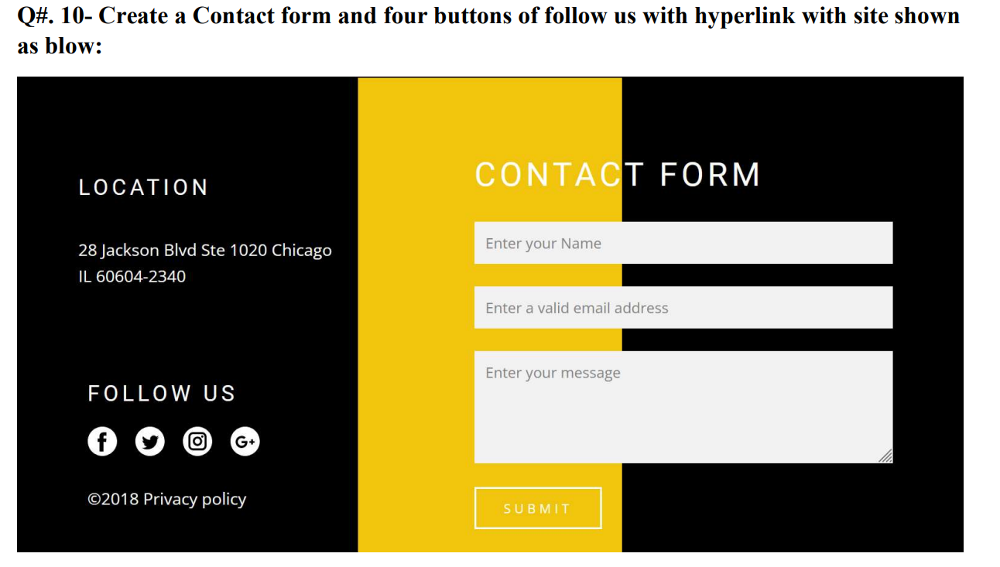 Q#. 10- Create a Contact form and four buttons of follow us with hyperlink with site shown
as blow:
LOCATION
28 Jackson Blvd Ste 1020 Chicago
IL 60604-2340
FOLLOW US
f
G+
©2018 Privacy policy
CONTACT FORM
Enter your Name
Enter a valid email address
Enter your message
SUBMIT